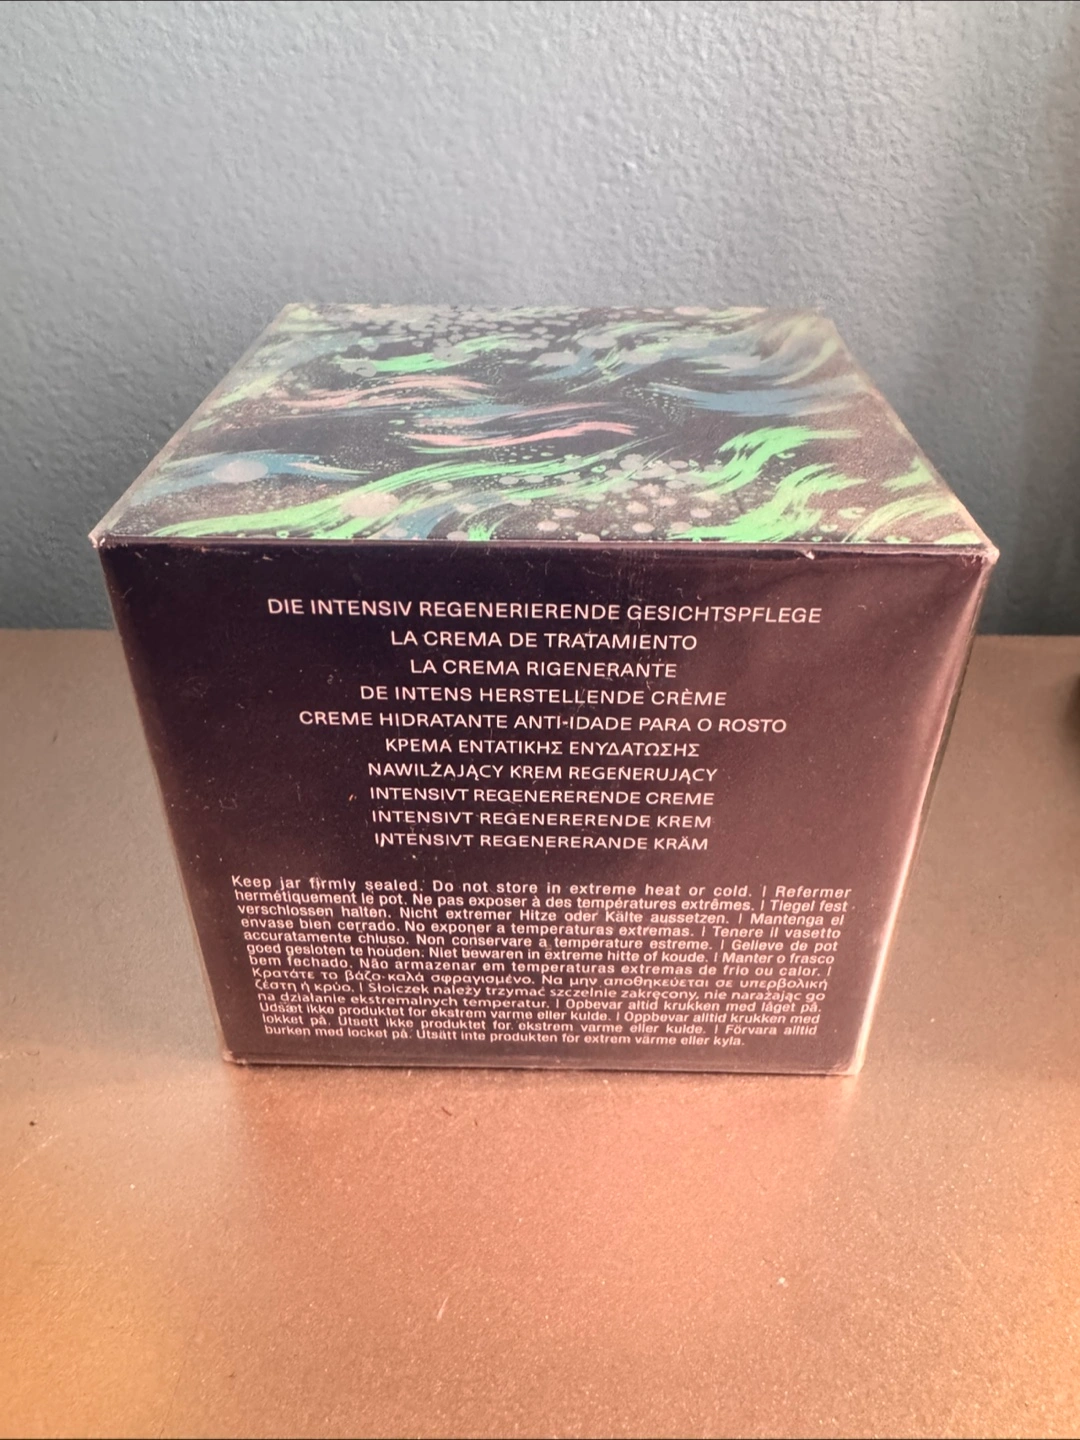 DIE INTENSIV REGENERIERENDE GESICHTSPFLEGE
LA CREMA DE TRATAMIENTO
LA CREMA RIGENERANTE
DE INTENS HERSTELLENDE CRÈME
CREME HIDRATANTE ANTI-IDADE PARA O ROSTO
ΚΡΕΜΑ ΕΝΤΑΤΙΚΗΣ ΕΝΥΔΑΤΩΣΗΣ
NAWILŻAJĄCY KREM REGENERUJĄCY
INTENSIVT REGENERERENDE CREME
INTENSIVT REGENERERENDE KREM
INTENSIVT REGENERERANDE KRÄM
Keep jar firmly sealed. Do not store in extreme heat or cold. | Refermer
hermétiquement le pot. Ne pas exposer à des températures extrêmes. | Tiegel fest
verschlossen halten. Nicht extremer Hitze oder Kälte aussetzen. | Mantenga el
envase bien cerrado. No exponer a temperaturas extremas. | Tenere il vasetto
accuratamente chiuso. Non conservare a temperature estreme. | Gelieve de pot
goed gesloten te houden. Niet bewaren in extreme hitte of koude. | Manter o frasco
bem fechado. Não armazenar em temperaturas extremas de frio ou calor. |
Κρατάτε το βάζο καλά σφραγισμένο. Να μην αποθηκεύεται σε υπερβολική
ζέστη ή κρύο. | Słoiczek należy trzymać szczelnie zakręcony, nie narażając go
na działanie ekstremalnych temperatur. | Opbevar altid krukken med låget på.
Udsæt ikke produktet for ekstrem varme eller kulde. | Oppbevar alltid krukken med
lokket på. Utsett ikke produktet for ekstrem varme eller kulde. | Förvara alltid
burken med locket på. Utsätt inte produkten för extrem värme eller kyla.